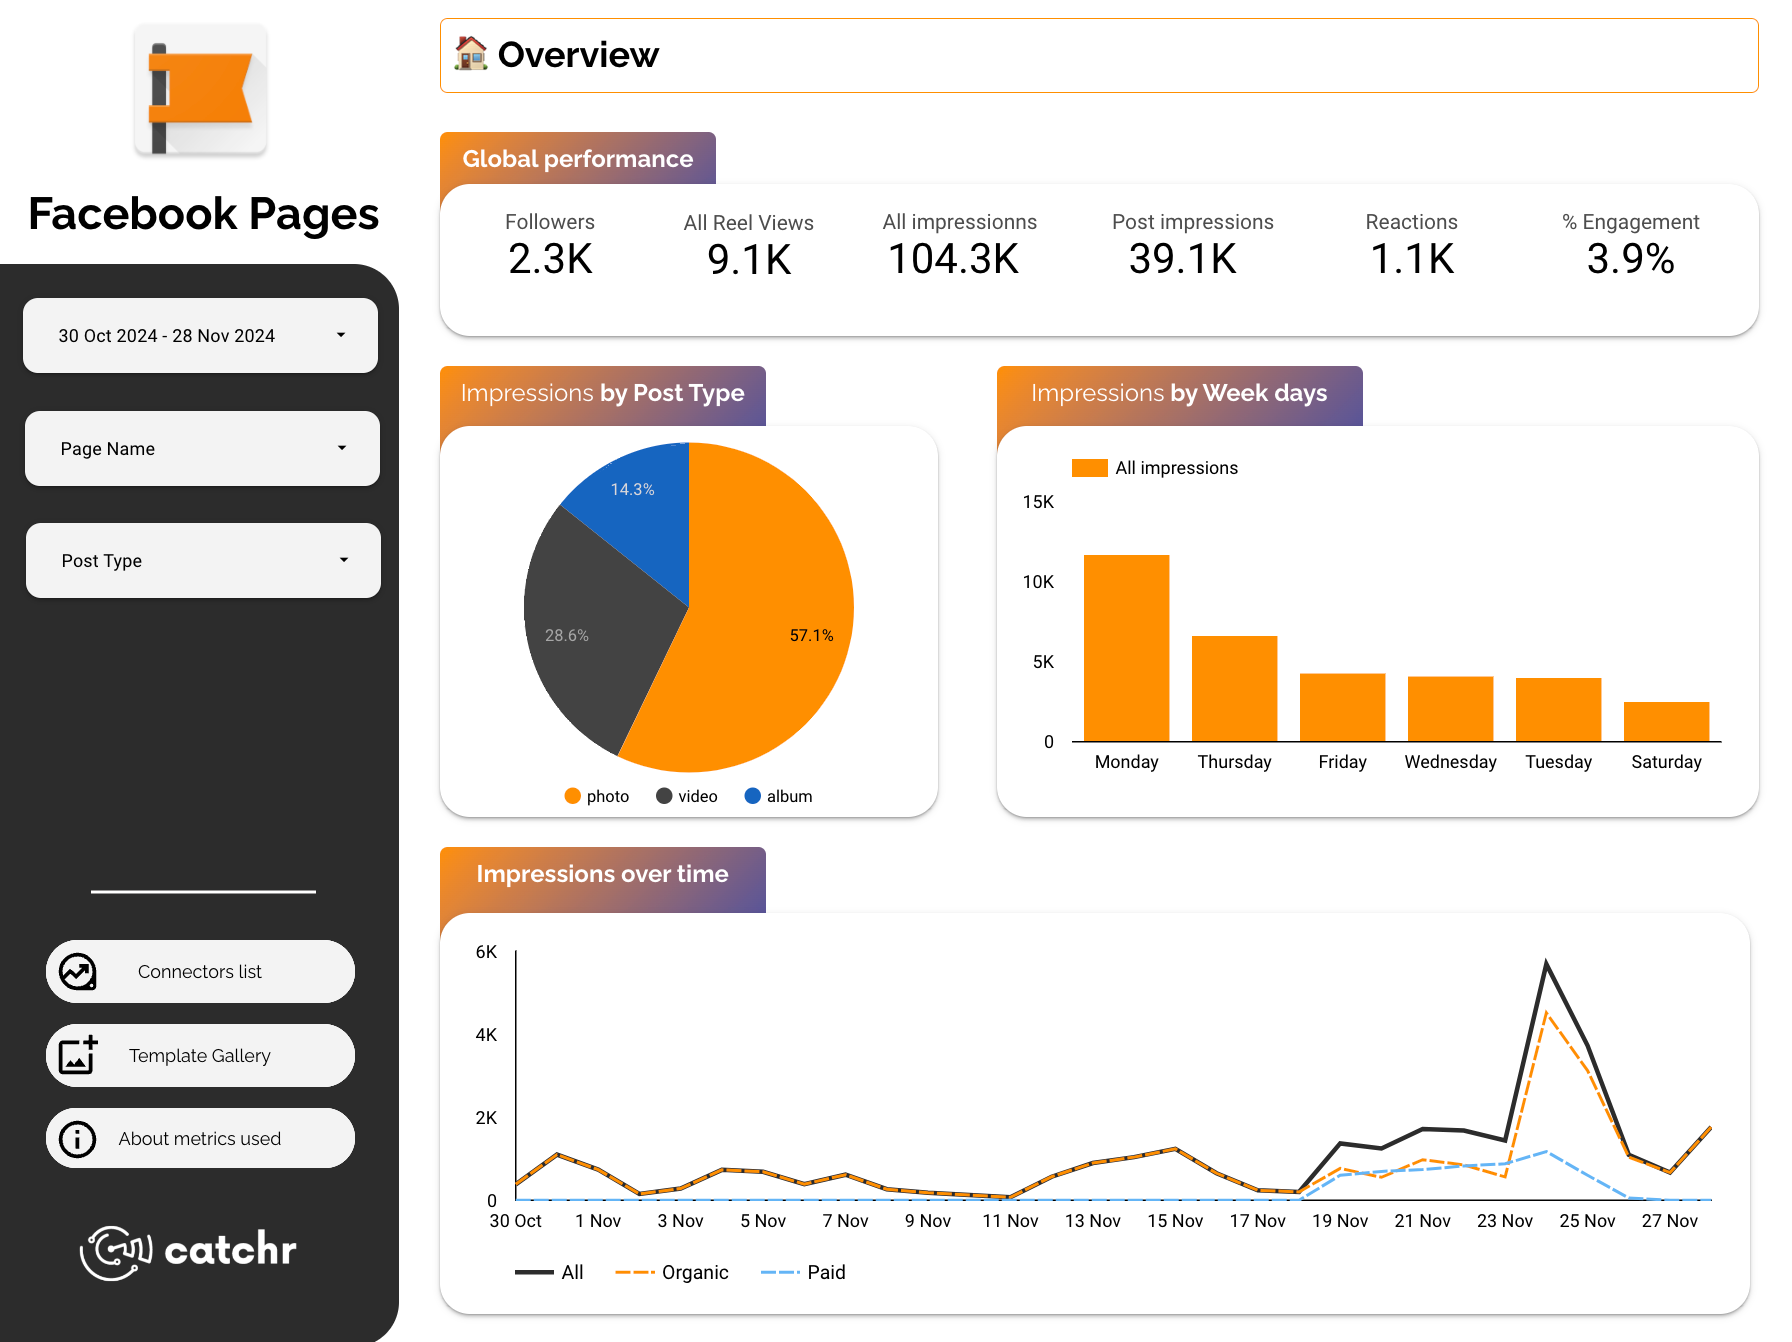 Facebook Pages
30 Oct 2024 - 28 Nov 2024
Page Name
Post Type
Connectors list
Template Gallery
About metrics used
catchr
Overview
Global performance
Followers
2.3K
All Reel Views
9.1K
All impressionns
104.3K
Post impressions
39.1K
Reactions
1.1K
% Engagement
3.9%
Impressions by Post Type
14.3%
28.6%
57.1%
photo video album
Impressions by Week days
All impressions
15K
10K
5K
0
Monday Thursday Friday Wednesday Tuesday Saturday
Impressions over time
6K
4K
2K
0
30 Oct 1 Nov 3 Nov 5 Nov 7 Nov 9 Nov 11 Nov 13 Nov 15 Nov 17 Nov 19 Nov 21 Nov 23 Nov 25 Nov 27 Nov
All Organic Paid